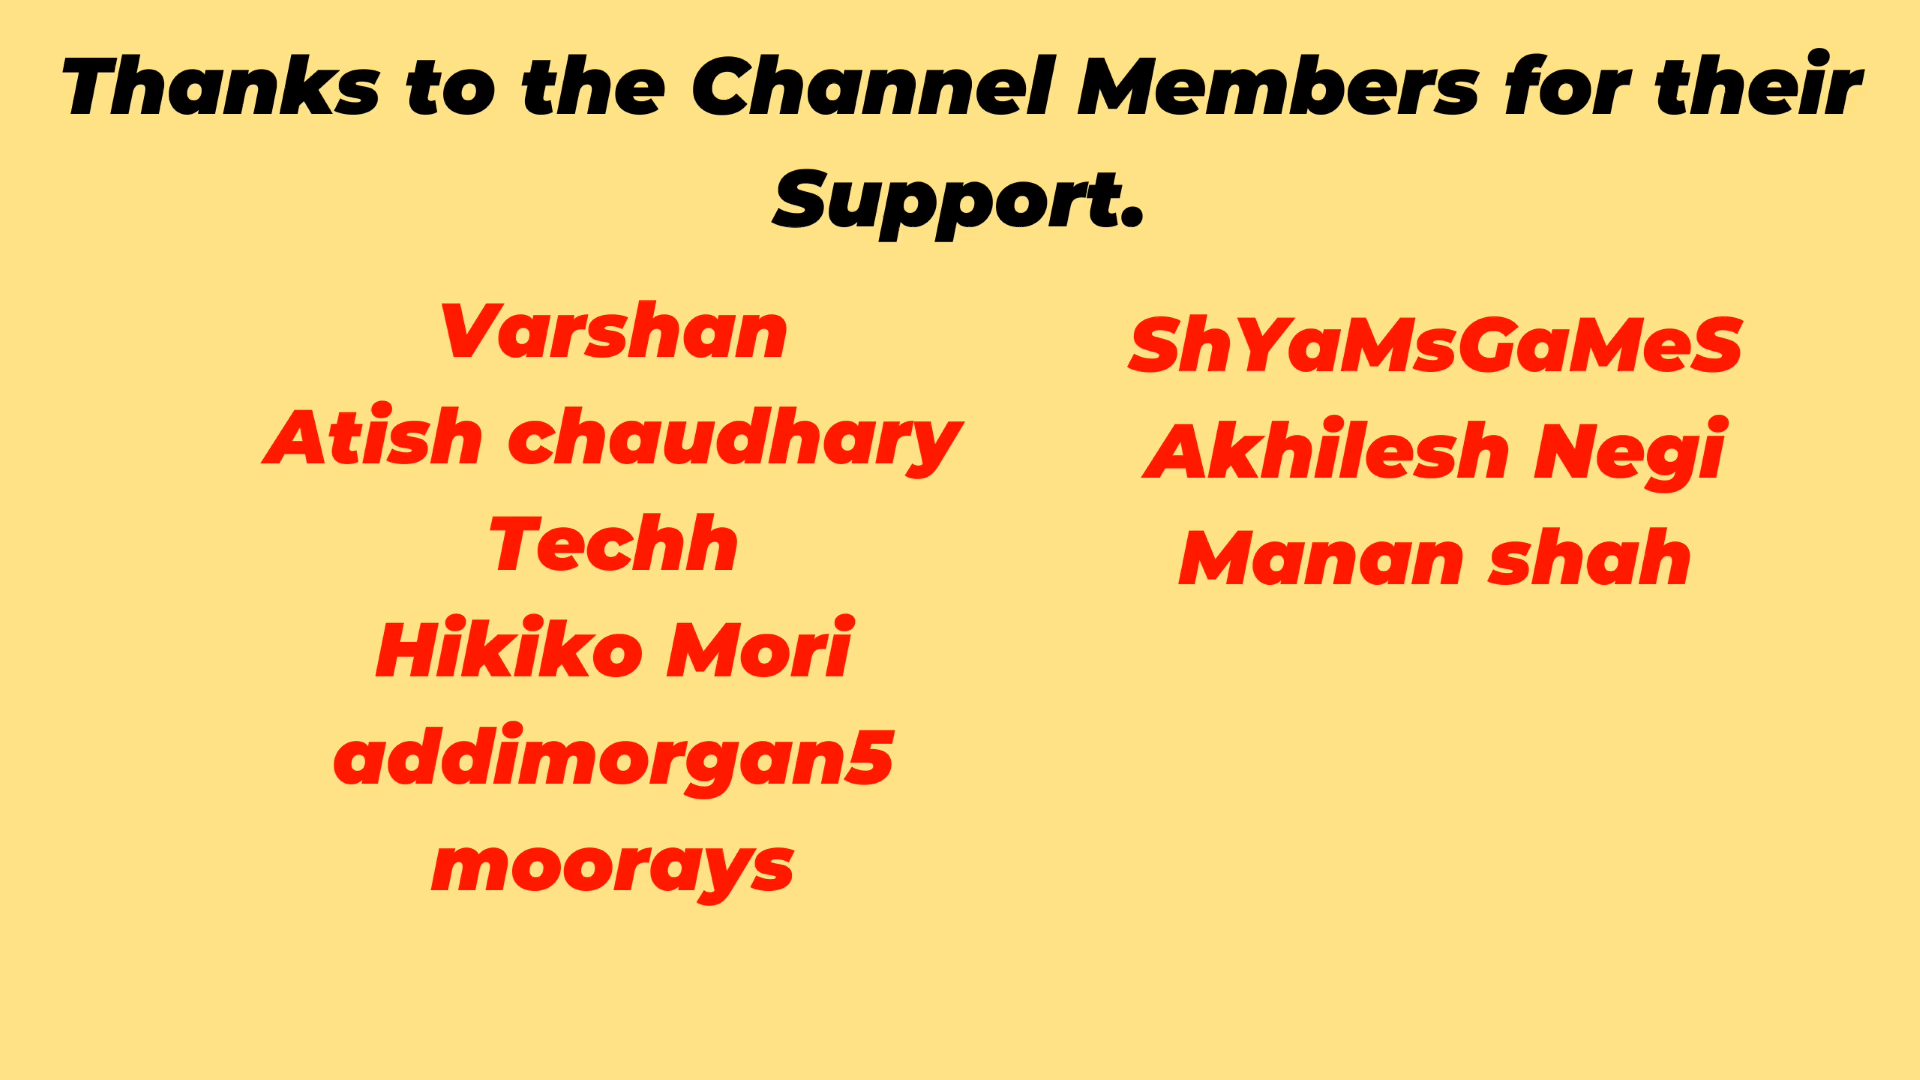 Thanks to the Channel Members for their
Support.
Varshan
Atish chaudhary
Techh
Hikiko Mori
addimorgan5
moorays
ShYaMsGaMeS
Akhilesh Negi
Manan shah